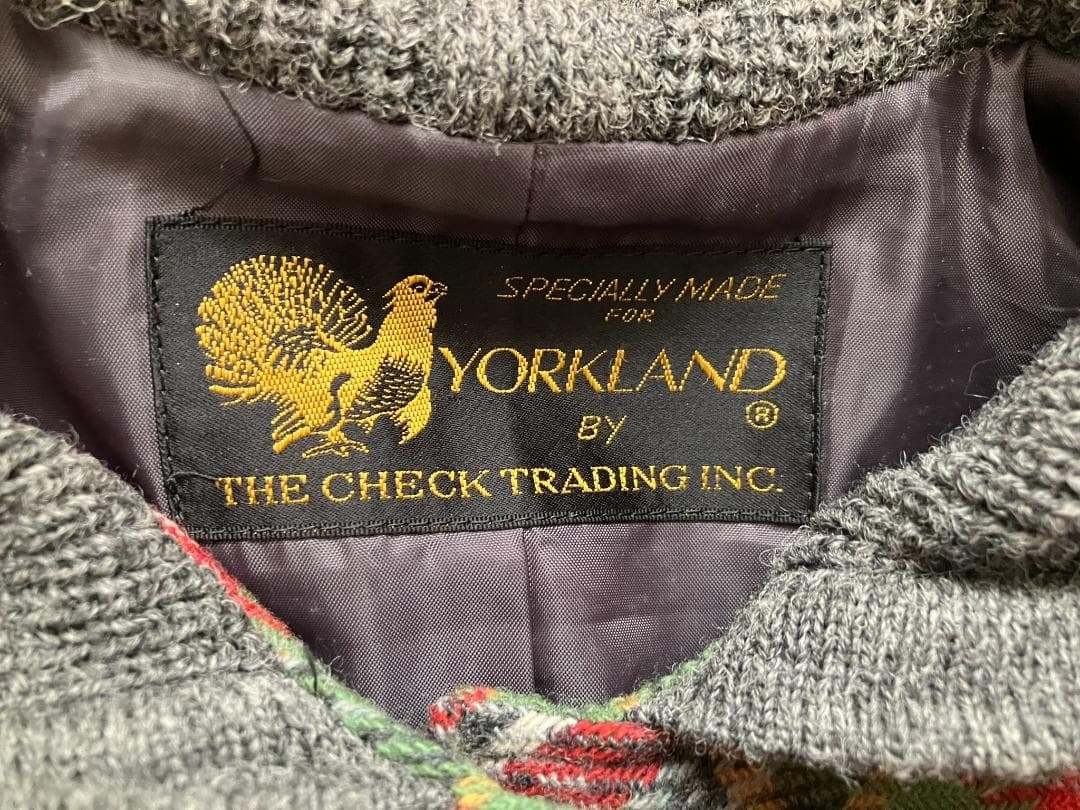 SPECIALLY MADE
FOR
YORKLAND
®
BY
THE CHECK TRADING INC.